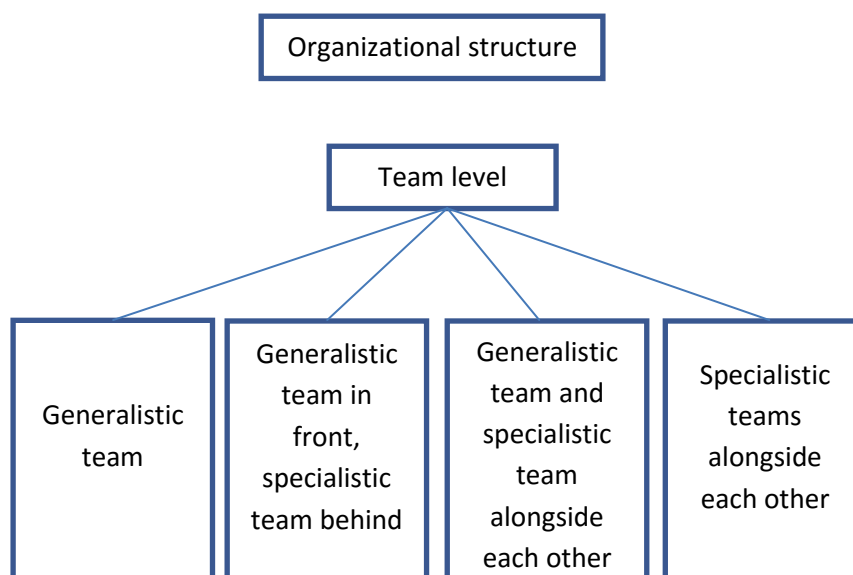 Organizational structure
Team level
Generalistic
team
Generalistic
team in
front,
specialistic
team behind
Generalistic
team and
specialistic
team
alongside
each other
Specialistic
teams
alongside
each other